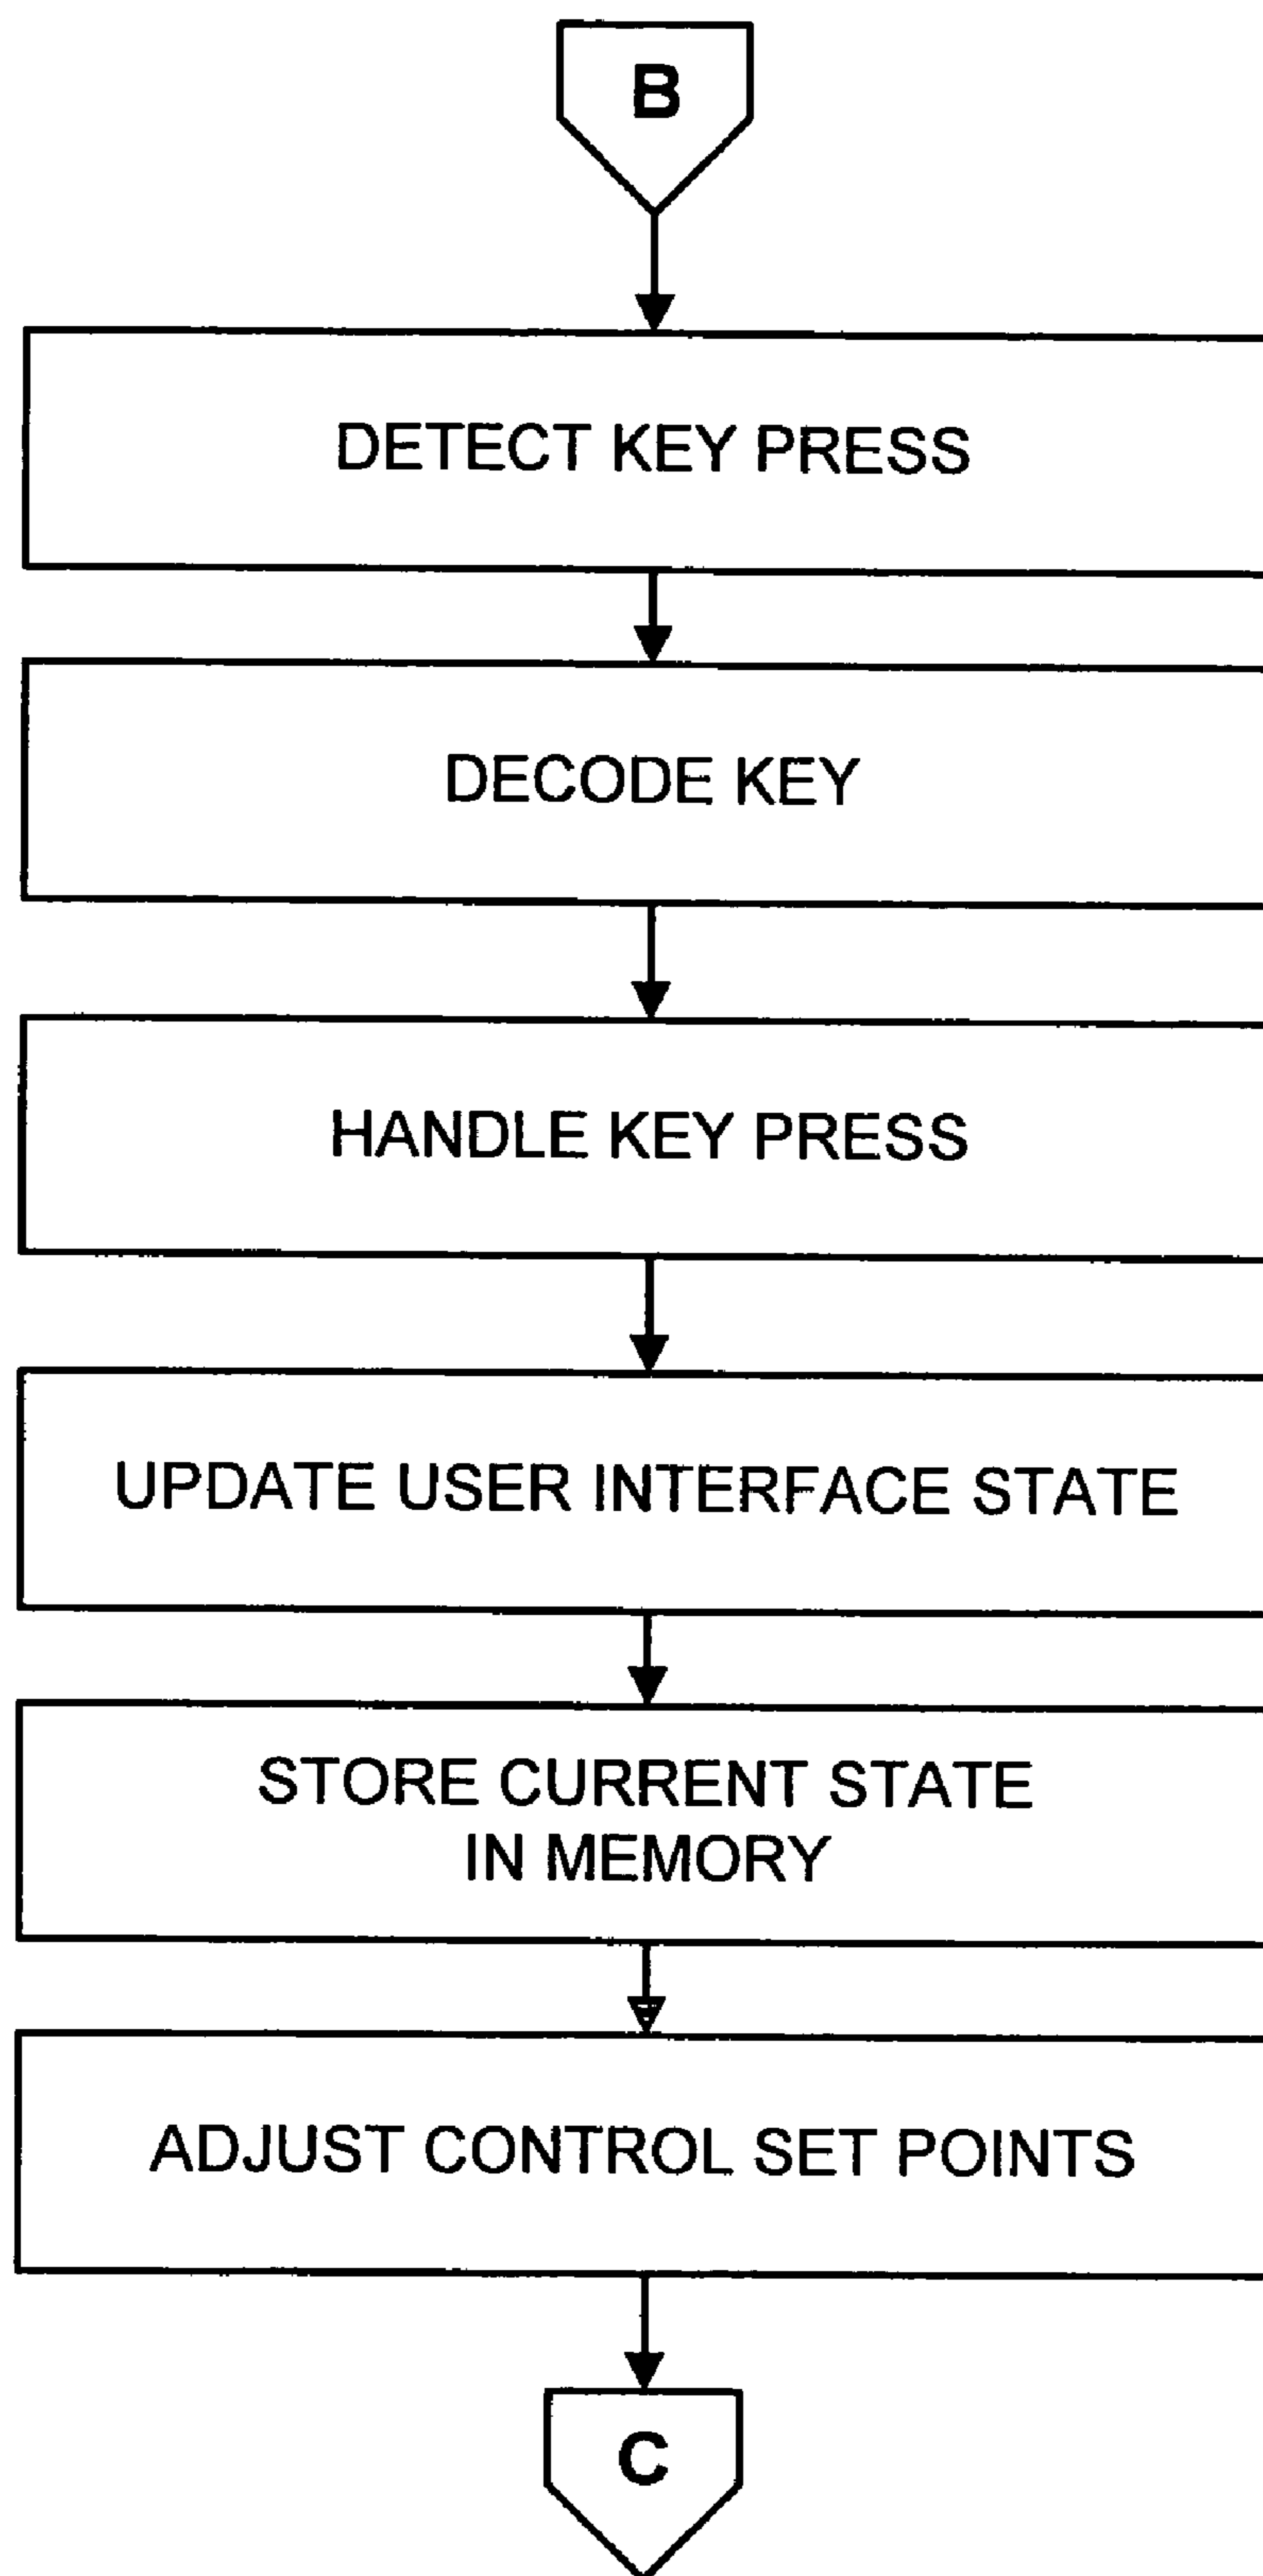 B
DETECT KEY PRESS
DECODE KEY
HANDLE KEY PRESS
UPDATE USER INTERFACE STATE
STORE CURRENT STATE
IN MEMORY
ADJUST CONTROL SET POINTS
C